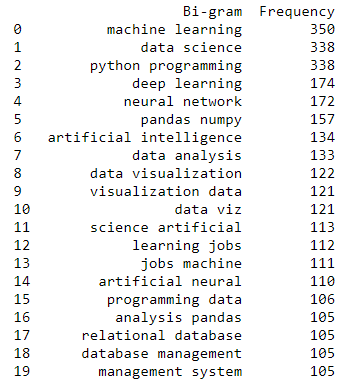 Bi-gram Frequency
0 machine learning 350
1 data science 338
2 python programming 338
3 deep learning 174
4 neural network 172
5 pandas numpy 157
6 artificial intelligence 134
7 data analysis 133
8 data visualization 122
9 visualization data 121
10 data viz 121
11 science artificial 113
12 learning jobs 112
13 jobs machine 111
14 artificial neural 110
15 programming data 106
16 analysis pandas 105
17 relational database 105
18 database management 105
19 management system 105